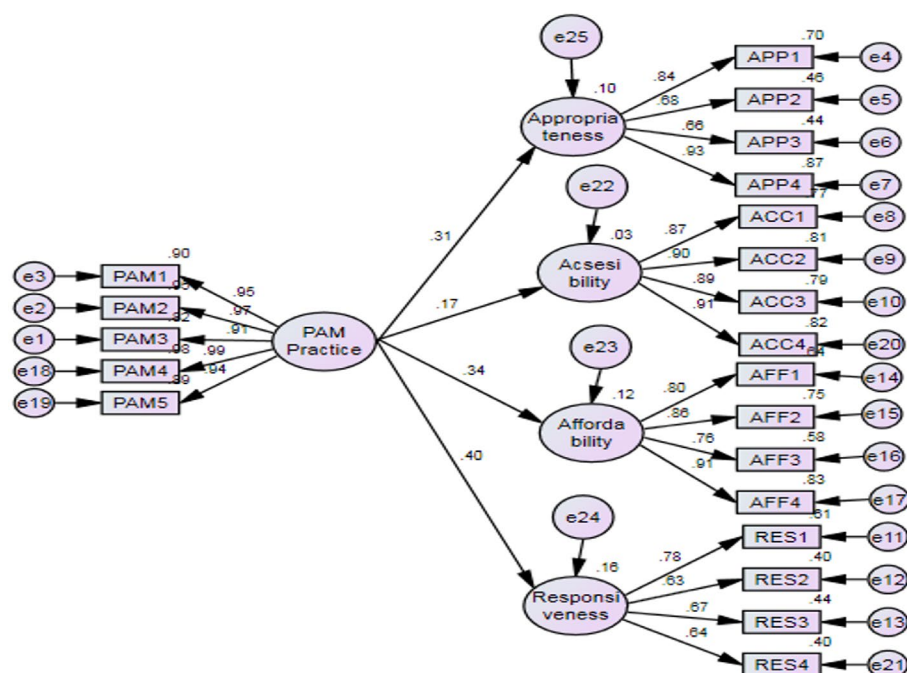 e25
.70
APP1
e4
.10
.84
.46
.68
APP2
e5
Appropria
teness
.66
.44
APP3
e6
.93
.87
APP4
e7
e22
.77
ACC1
e8
.31
.03
.87
.81
.90
ACC2
e9
Acsesi
bility
.89
.79
ACC3
e10
.91
.82
ACC4
e20
.90
e3
PAM1
.95
.17
e2
PAM2
.97
.82
.91
e1
PAM3
PAM
Practice
.98
.99
e18
PAM4
.94
.89
e19
PAM5
e23
.64
AFF1
e14
.34
.12
.80
.75
.86
AFF2
e15
Afforda
bility
.76
.58
AFF3
e16
.91
.83
AFF4
e17
.40
e24
.61
RES1
e11
.16
.78
.40
.63
RES2
e12
Responsi
veness
.67
.44
RES3
e13
.64
.40
RES4
e21